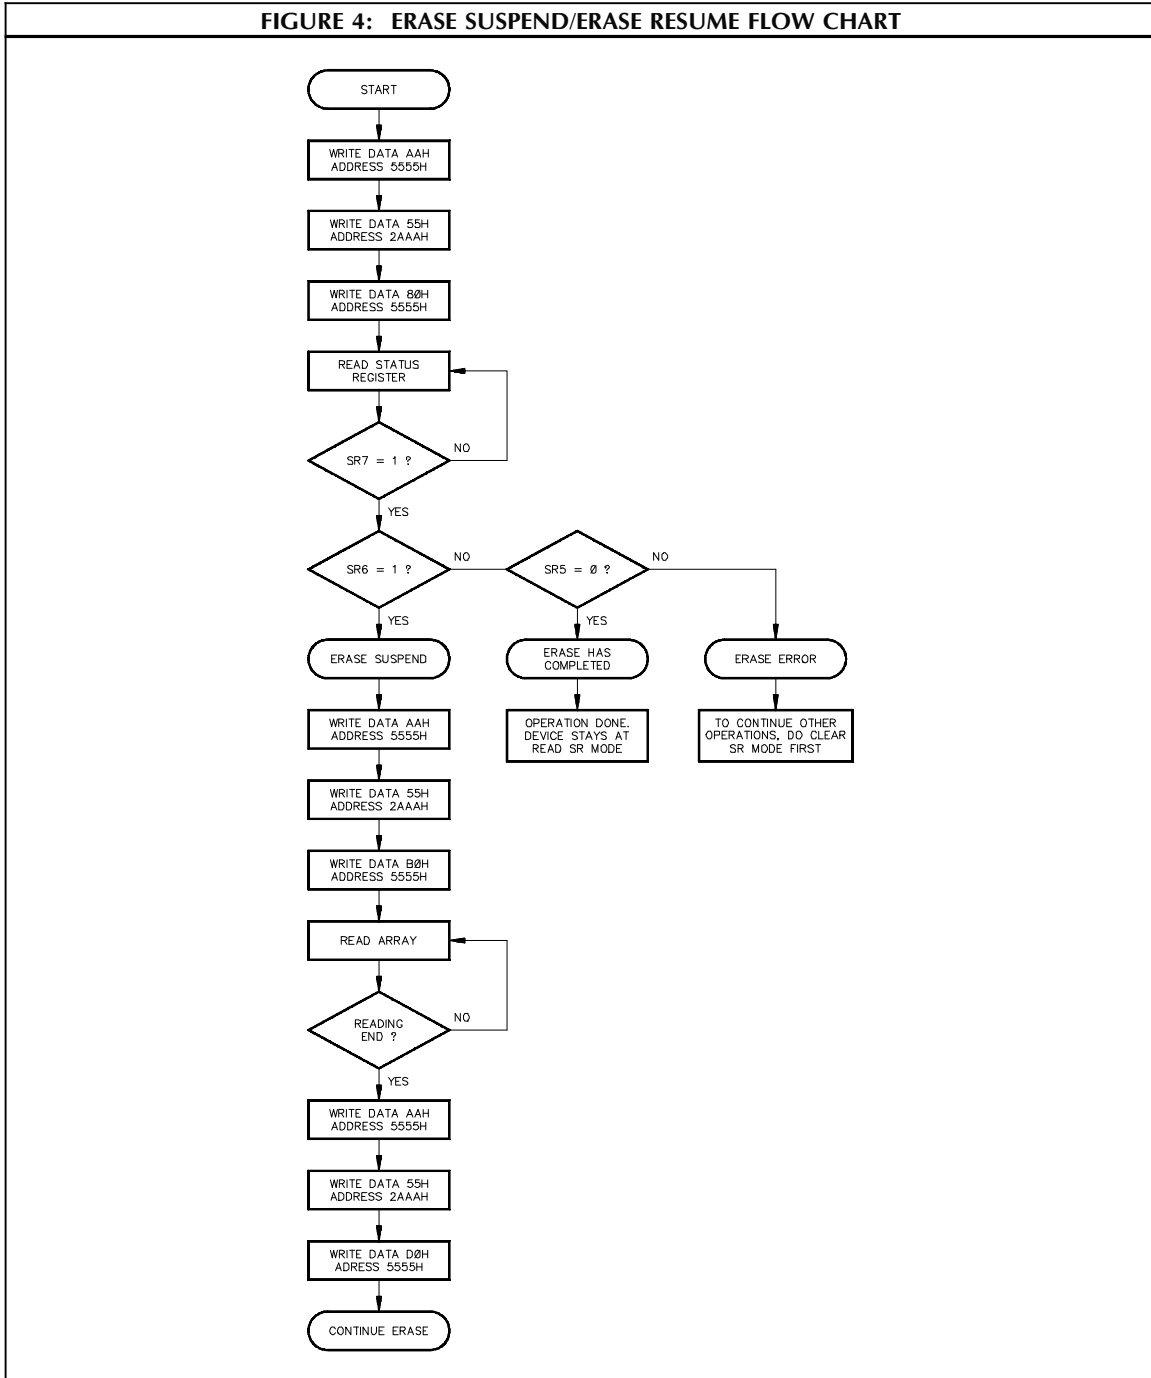 FIGURE 4: ERASE SUSPEND/ERASE RESUME FLOW CHART
START
WRITE DATA AAH
ADDRESS 5555H
WRITE DATA 55H
ADDRESS 2AAAH
WRITE DATA 80H
ADDRESS 5555H
READ STATUS
REGISTER
SR7 = 1 ?
NO
YES
SR6 = 1 ?
NO
SR5 = 0 ?
NO
YES
YES
ERASE SUSPEND
ERASE HAS
COMPLETED
ERASE ERROR
WRITE DATA AAH
ADDRESS 5555H
OPERATION DONE.
DEVICE STAYS AT
READ SR MODE
TO CONTINUE OTHER
OPERATIONS, DO CLEAR
SR MODE FIRST
WRITE DATA 55H
ADDRESS 2AAAH
WRITE DATA B0H
ADDRESS 5555H
READ ARRAY
READING
END ?
NO
YES
WRITE DATA AAH
ADDRESS 5555H
WRITE DATA 55H
ADDRESS 2AAAH
WRITE DATA D0H
ADRESS 5555H
CONTINUE ERASE